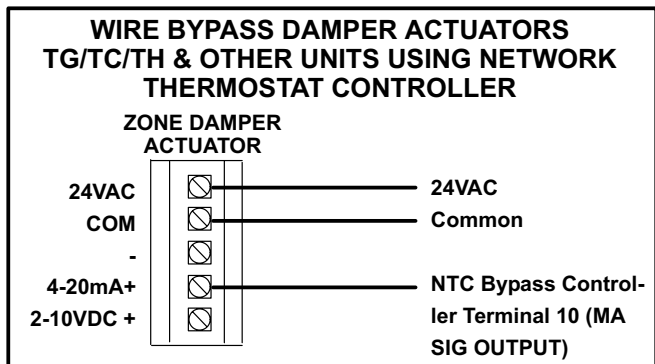 WIRE BYPASS DAMPER ACTUATORS
TG/TC/TH & OTHER UNITS USING NETWORK
THERMOSTAT CONTROLLER
ZONE DAMPER
ACTUATOR
24VAC
24VAC
COM
Common
-
4-20mA+
NTC Bypass Control-
2-10VDC +
ler Terminal 10 (MA
SIG OUTPUT)